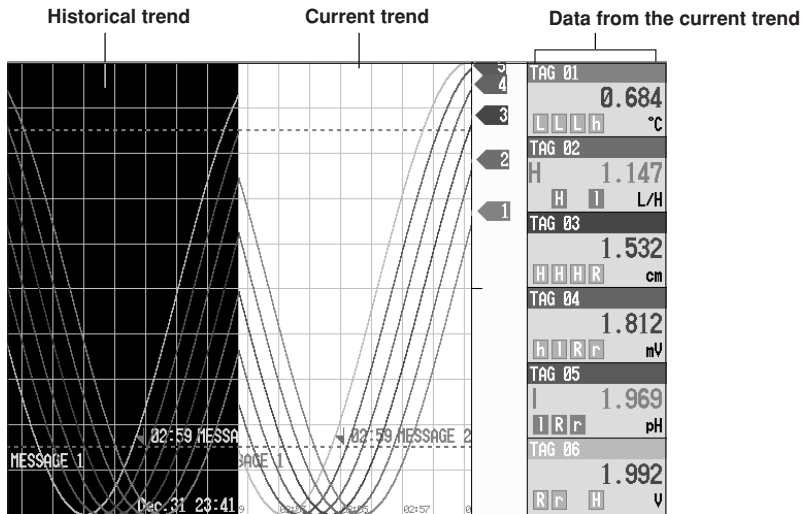 Historical trend
Current trend
Data from the current trend
5
4
3
2
1
TAG 01
0.684
L L L h °C
TAG 02
H 1.147
H l L/H
TAG 03
1.532
H H H R cm
TAG 04
1.812
h l R r mV
TAG 05
l 1.969
l R r pH
TAG 06
1.992
R r H V
02:59 MESSA
02:59 MESSAGE 2
MESSAGE 1
SAGE 1
Dec.31 23:41
02:57